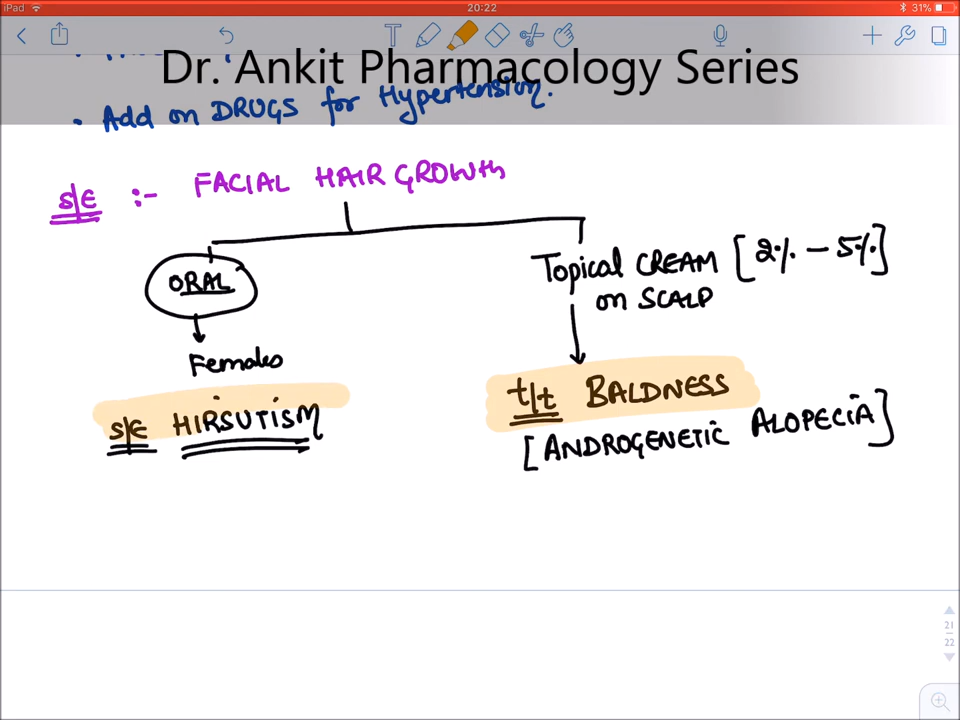 iPad
20:22
31%
T
Dr. Ankit Pharmacology Series
• Add on DRUGS for Hypertension.
S/E :- FACIAL HAIR GROWTH
ORAL
Topical CREAM [2% - 5%]
on SCALP
Females
t/t BALDNESS
S/E HIRSUTISM
[ANDROGENETIC ALOPECIA]
21
22